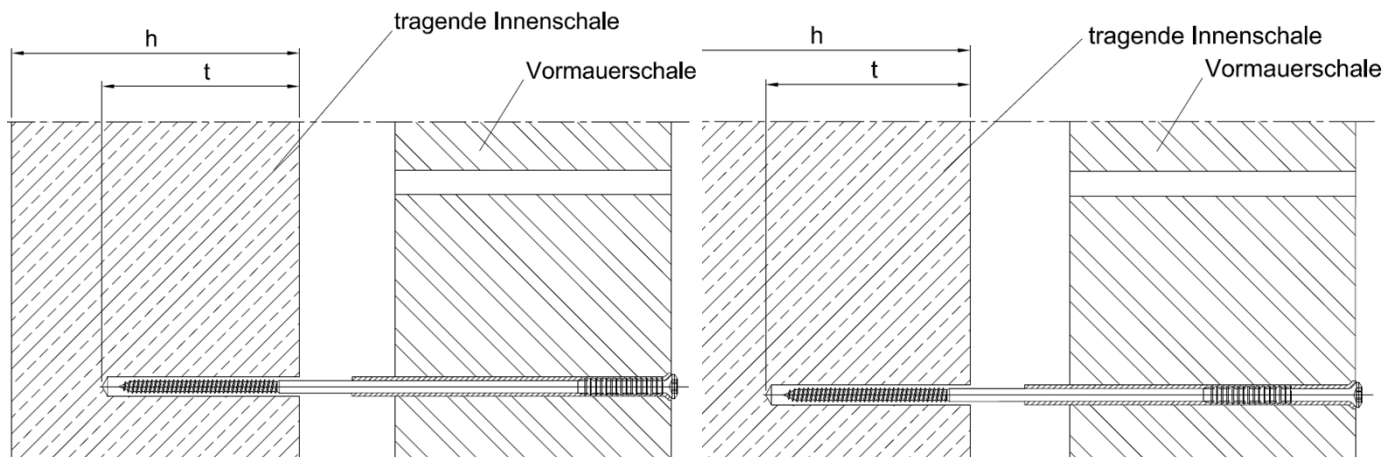 tragende Innenschale
h
Vormauerschale
t
tragende Innenschale
h
Vormauerschale
t